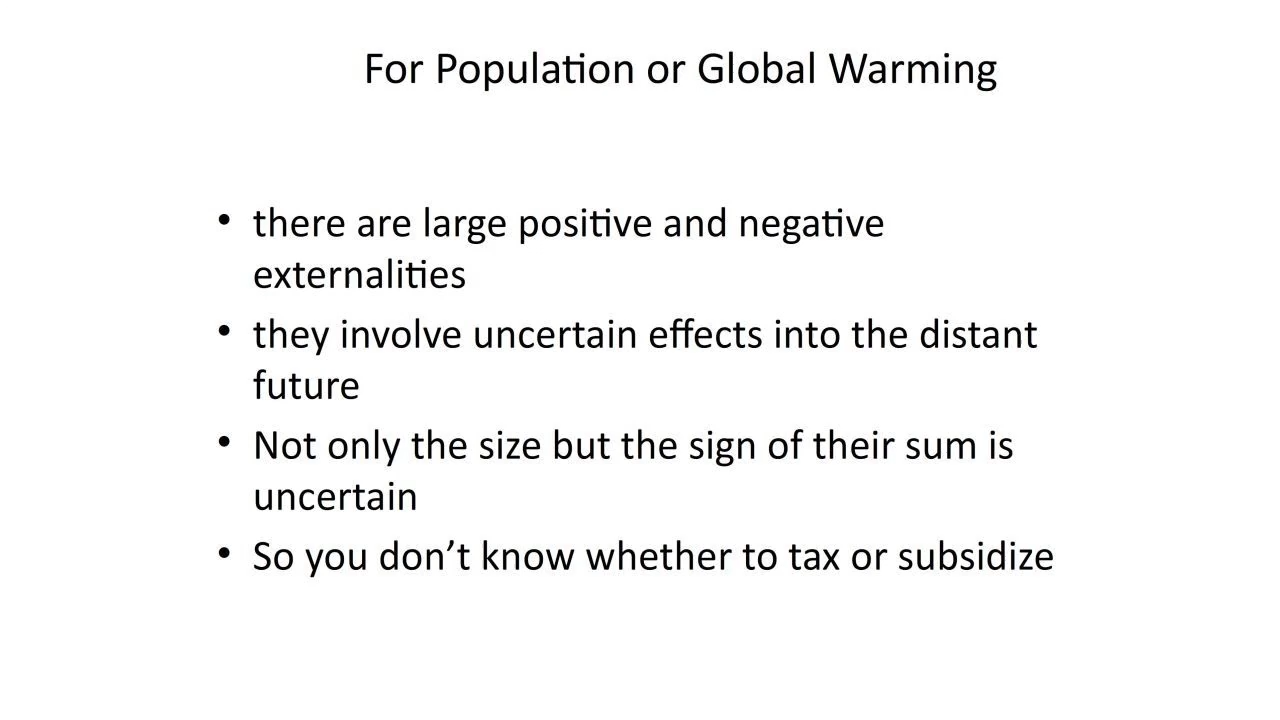 For Population or Global Warming
• there are large positive and negative
externalities
• they involve uncertain effects into the distant
future
• Not only the size but the sign of their sum is
uncertain
• So you don’t know whether to tax or subsidize